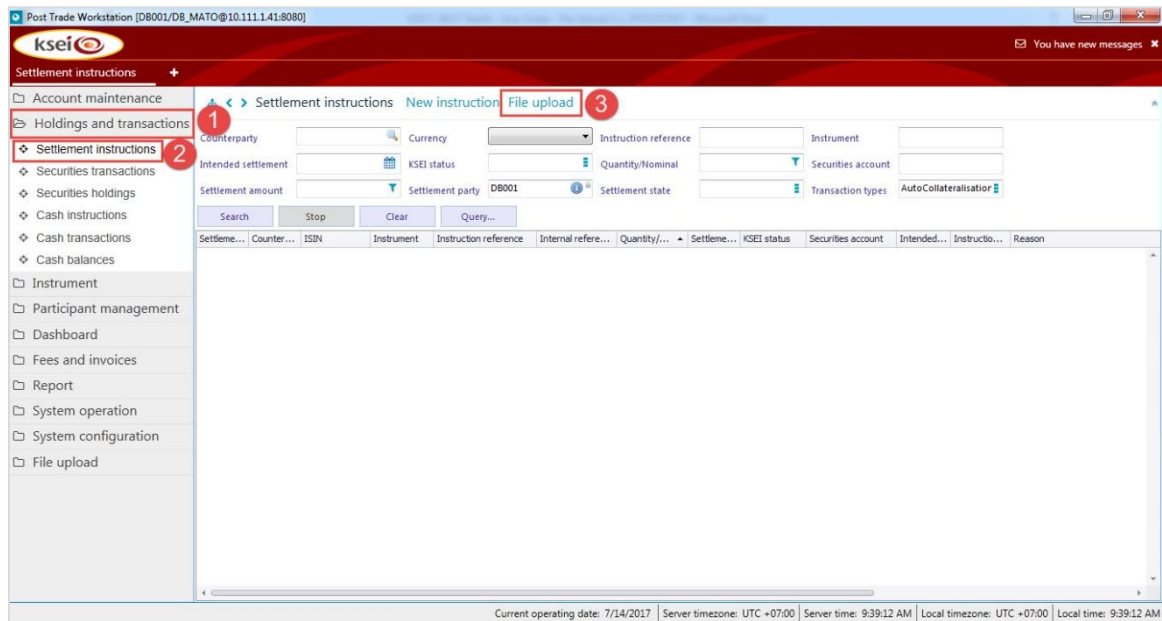 Post Trade Workstation [DB001/DB_MATO@10.111.1.41:8080]
ksei
You have new messages
Settlement instructions +
Account maintenance
Holdings and transactions
Settlement instructions
Securities transactions
Securities holdings
Cash instructions
Cash transactions
Cash balances
Instrument
Participant management
Dashboard
Fees and invoices
Report
System operation
System configuration
File upload
1
2
Settlement instructions New instruction File upload 3
Counterparty Currency Instruction reference Instrument
Intended settlement KSEI status Quantity/Nominal Securities account
Settlement amount Settlement party DB001 Settlement state Transaction types AutoCollateralisation
Search Stop Clear Query...
Settleme... Counter... ISIN Instrument Instruction reference Internal refere... Quantity/... Settleme... KSEI status Securities account Intended... Instructio... Reason
Current operating date: 7/14/2017 Server timezone: UTC +07:00 Server time: 9:39:12 AM Local timezone: UTC +07:00 Local time: 9:39:12 AM